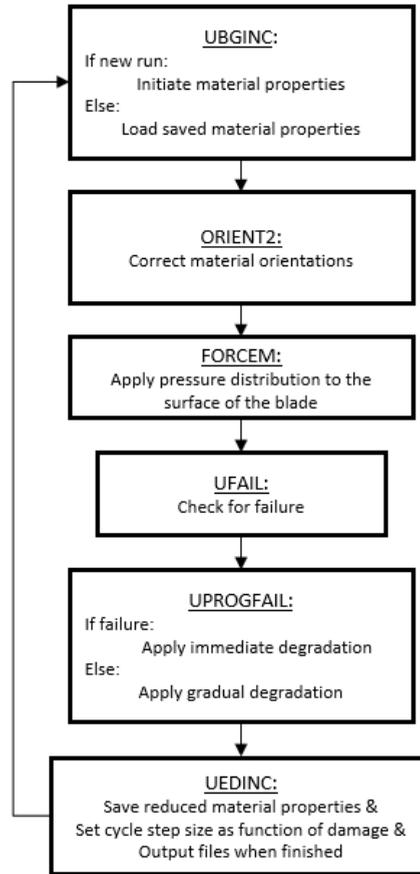 UBGINC:
If new run:
Initiate material properties
Else:
Load saved material properties
ORIENT2:
Correct material orientations
FORCEM:
Apply pressure distribution to the
surface of the blade
UFAIL:
Check for failure
UPROGFAIL:
If failure:
Apply immediate degradation
Else:
Apply gradual degradation
UEDINC:
Save reduced material properties &
Set cycle step size as function of damage &
Output files when finished